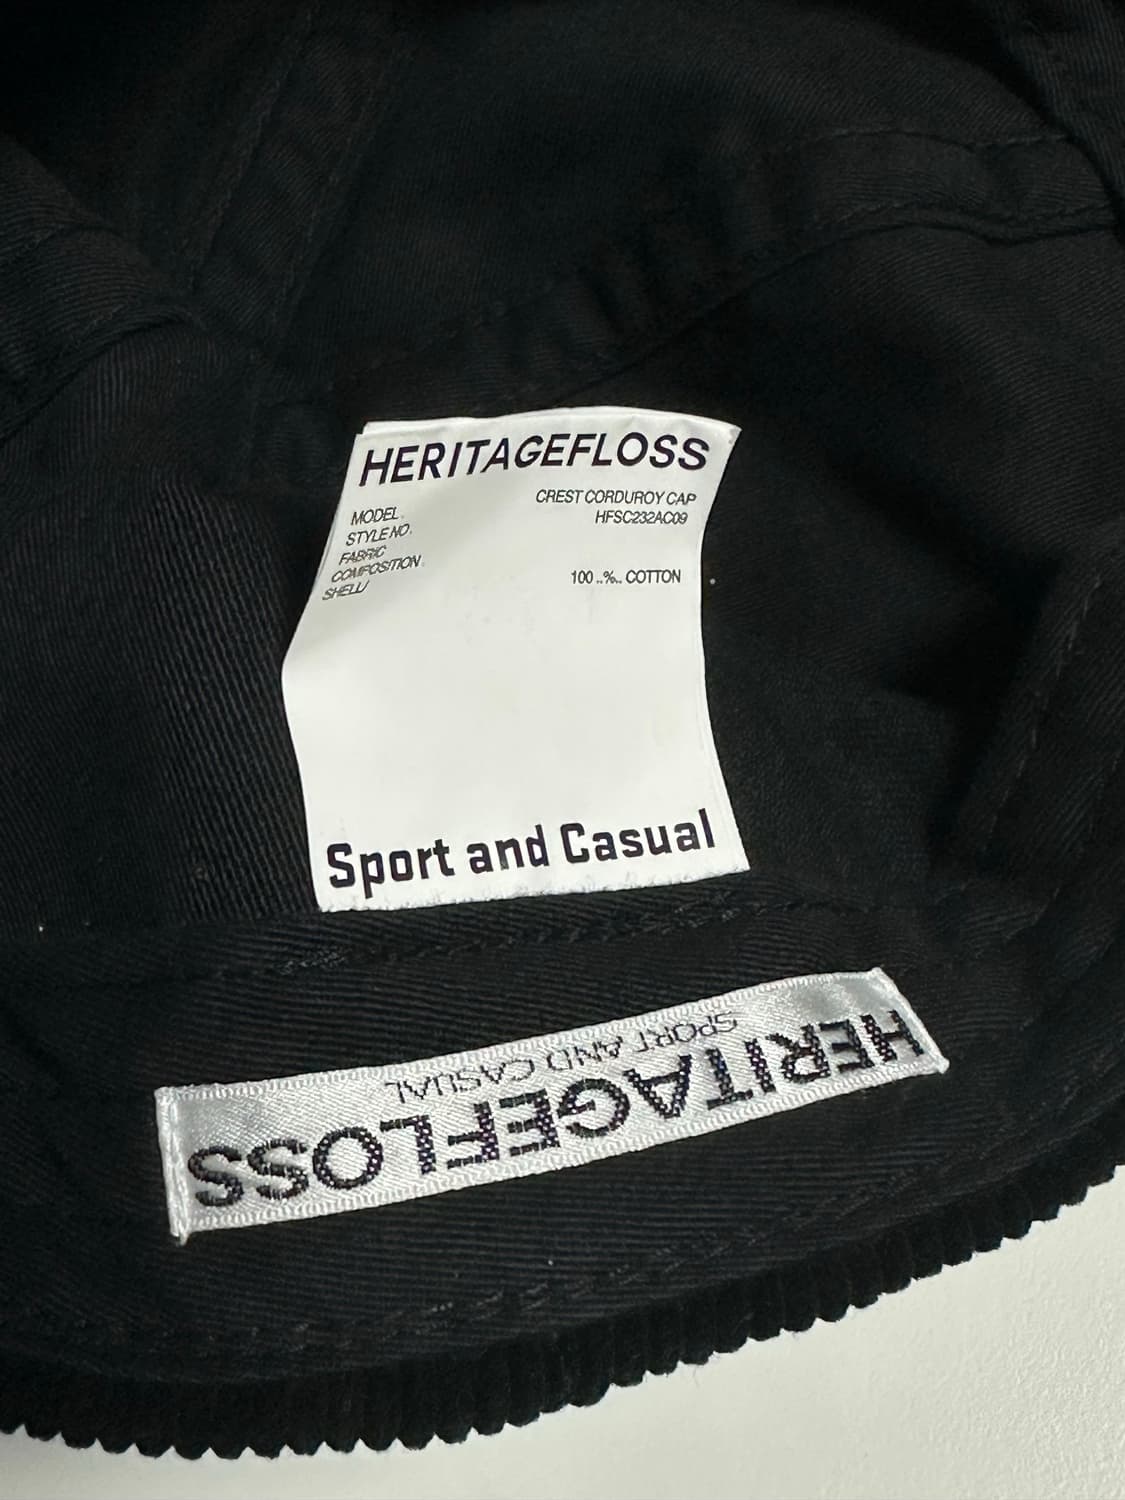 HERITAGEFLOSS
MODEL. CREST CORDUROY CAP
STYLE NO. HFSC232AC09
FABRIC
COMPOSITION.
SHELL/ 100 ..%.. COTTON
Sport and Casual
HERITAGEFLOSS
SPORT AND CASUAL